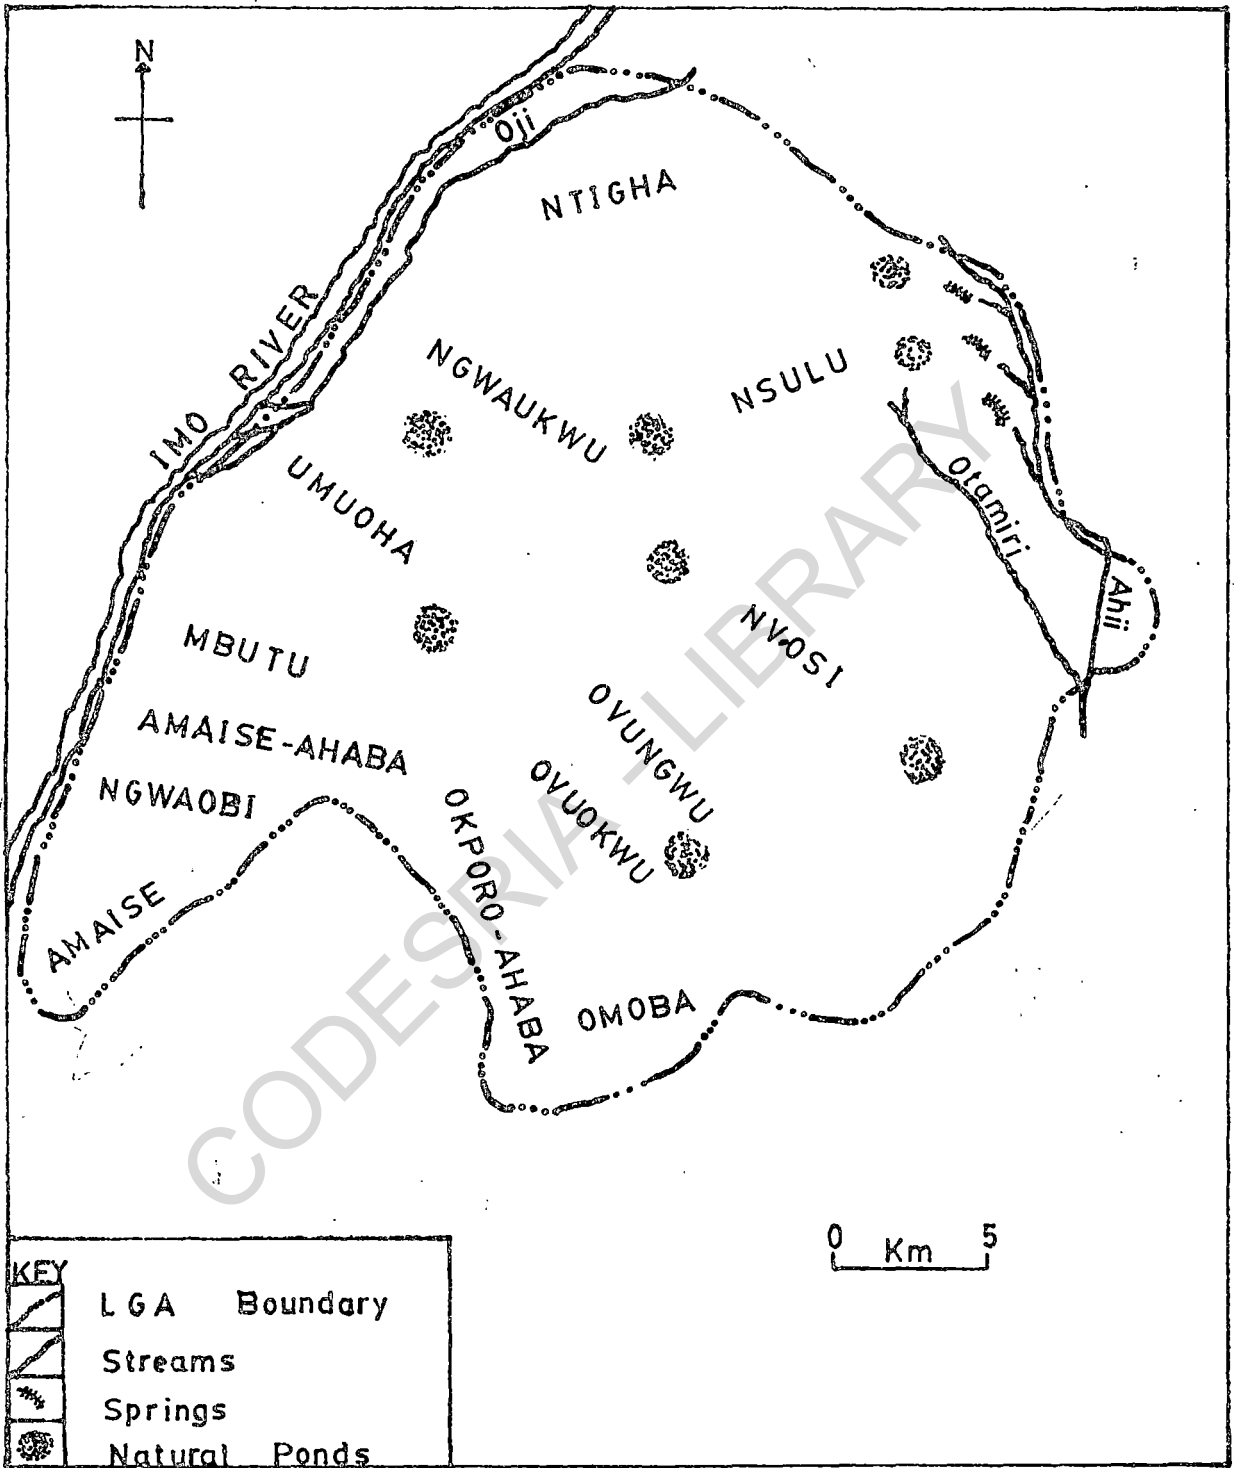 N
Oji
NTIGHA
IMO RIVER
NGWAUKWU
NSULU
UMUOHA
Otamiri
Ahii
NVOSI
MBUTU
OVUNGWU
AMAISE-AHABA
OVUOKWU
NGWAOBI
OKPORO-AHABA
AMAISE
OMOBA
CODESRIA - LIBRARY
0 5
Km
KEY
LGA Boundary
Streams
Springs
Natural Ponds